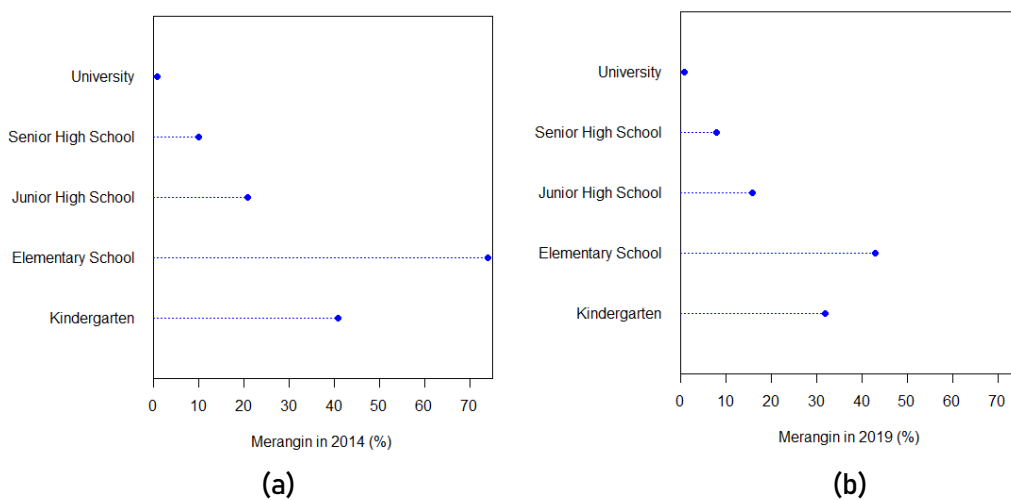 University
Senior High School
Junior High School
Elementary School
Kindergarten
0 10 20 30 40 50 60 70
Merangin in 2014 (%)
(a)
University
Senior High School
Junior High School
Elementary School
Kindergarten
0 10 20 30 40 50 60 70
Merangin in 2019 (%)
(b)